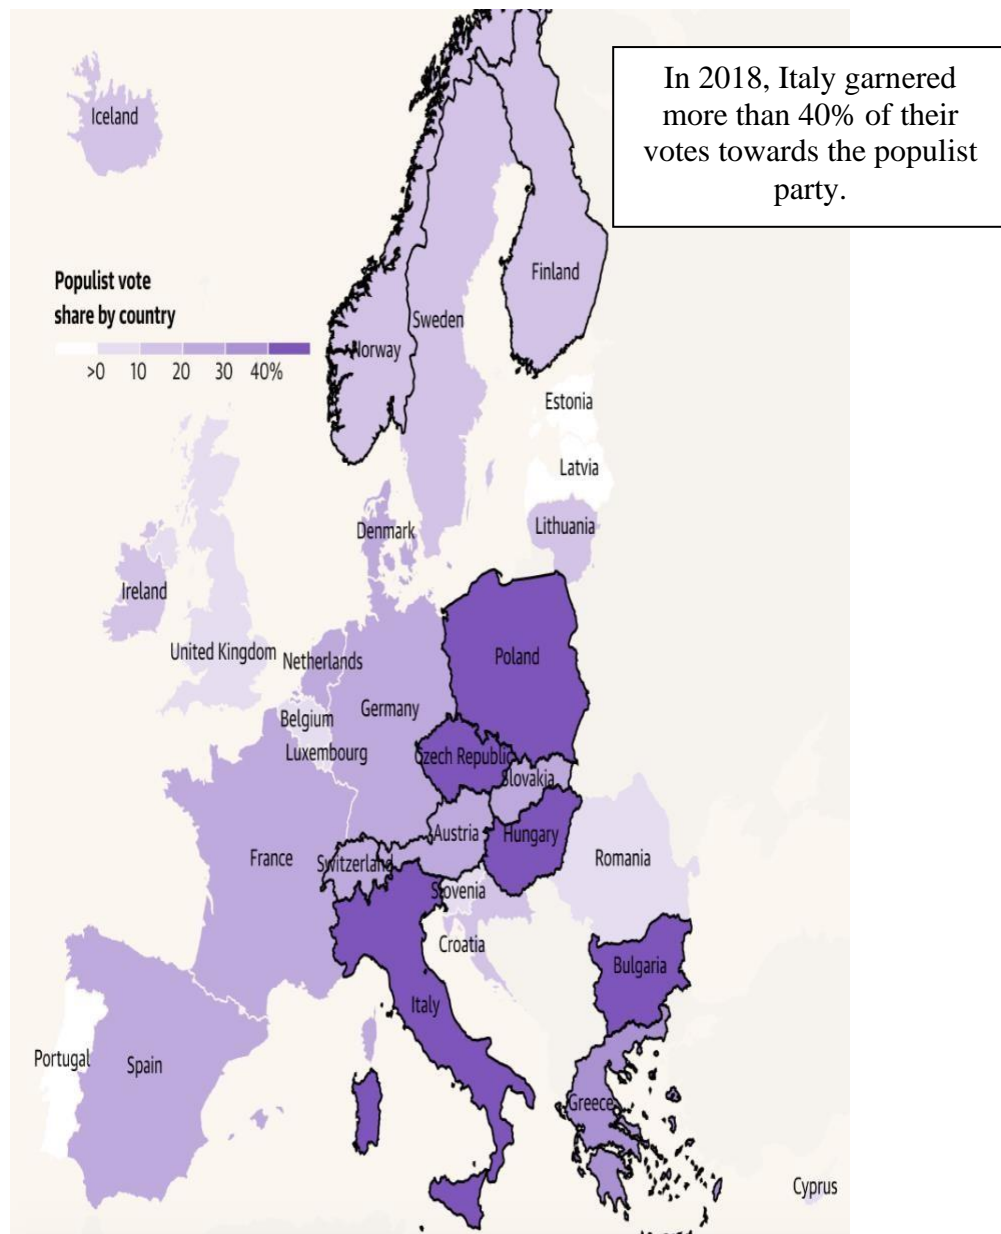 In 2018, Italy garnered
more than 40% of their
votes towards the populist
party.
Iceland
Finland
Populist vote
share by country
>0 10 20 30 40%
Sweden
Norway
Estonia
Latvia
Lithuania
Denmark
Ireland
United Kingdom
Netherlands
Poland
Germany
Belgium
Luxembourg
Czech Republic
Slovakia
Austria
Hungary
France
Switzerland
Romania
Slovenia
Croatia
Bulgaria
Italy
Portugal
Spain
Greece
Cyprus